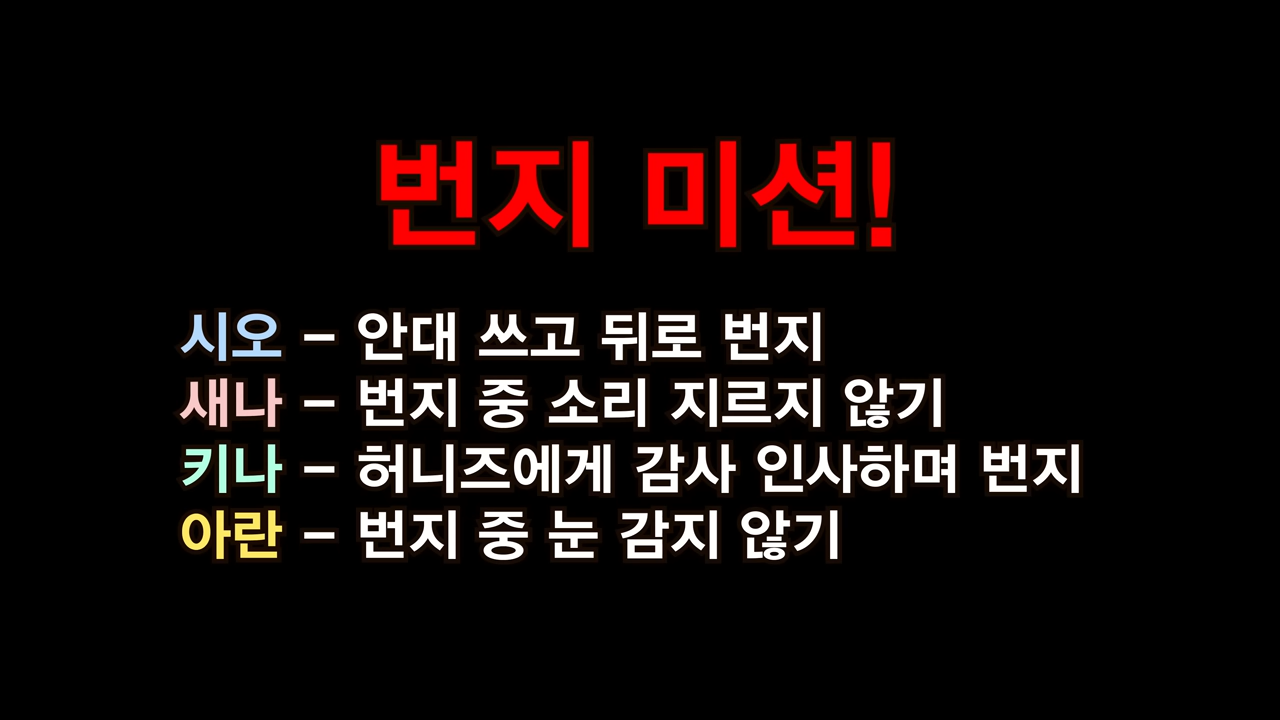 번지 미션!
시오 – 안대 쓰고 뒤로 번지
새나 – 번지 중 소리 지르지 않기
키나 – 허니즈에게 감사 인사하며 번지
아란 – 번지 중 눈 감지 않기